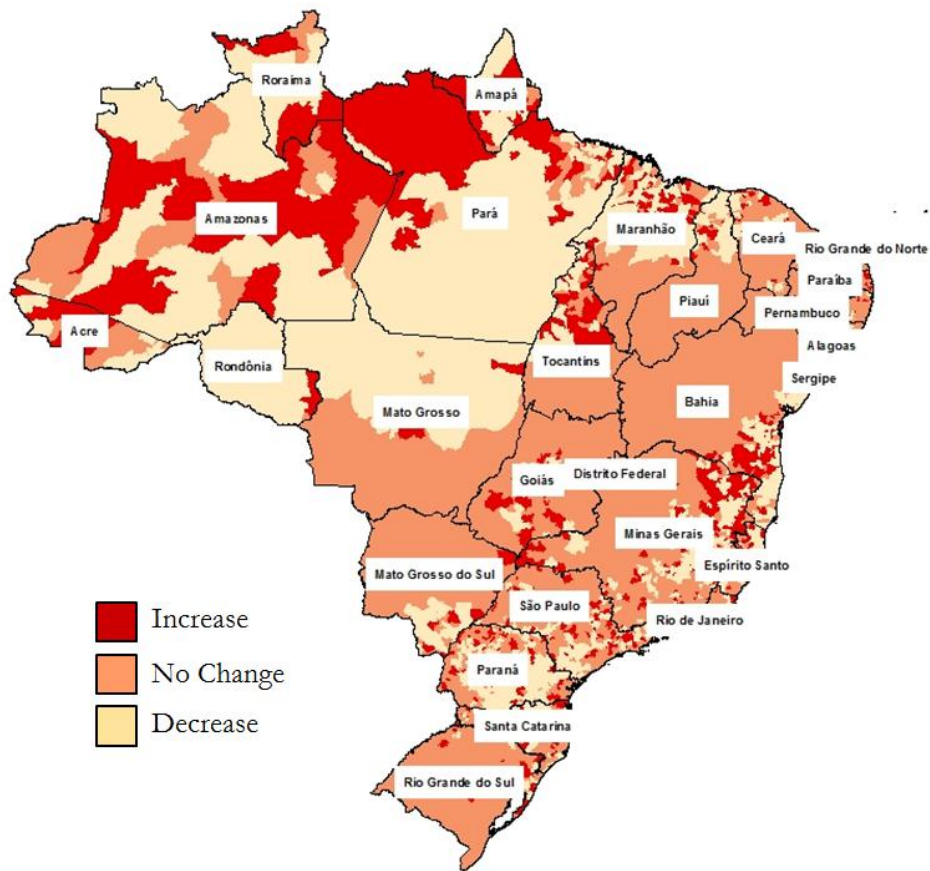 Roraima
Amapá
Amazonas
Pará
Maranhão
Ceará
Rio Grande do Norte
Paraíba
Piauí
Pernambuco
Acre
Alagoas
Rondônia
Tocantins
Sergipe
Bahia
Mato Grosso
Goiás
Distrito Federal
Minas Gerais
Espírito Santo
Mato Grosso do Sul
São Paulo
Rio de Janeiro
Paraná
Santa Catarina
Rio Grande do Sul
Increase
No Change
Decrease